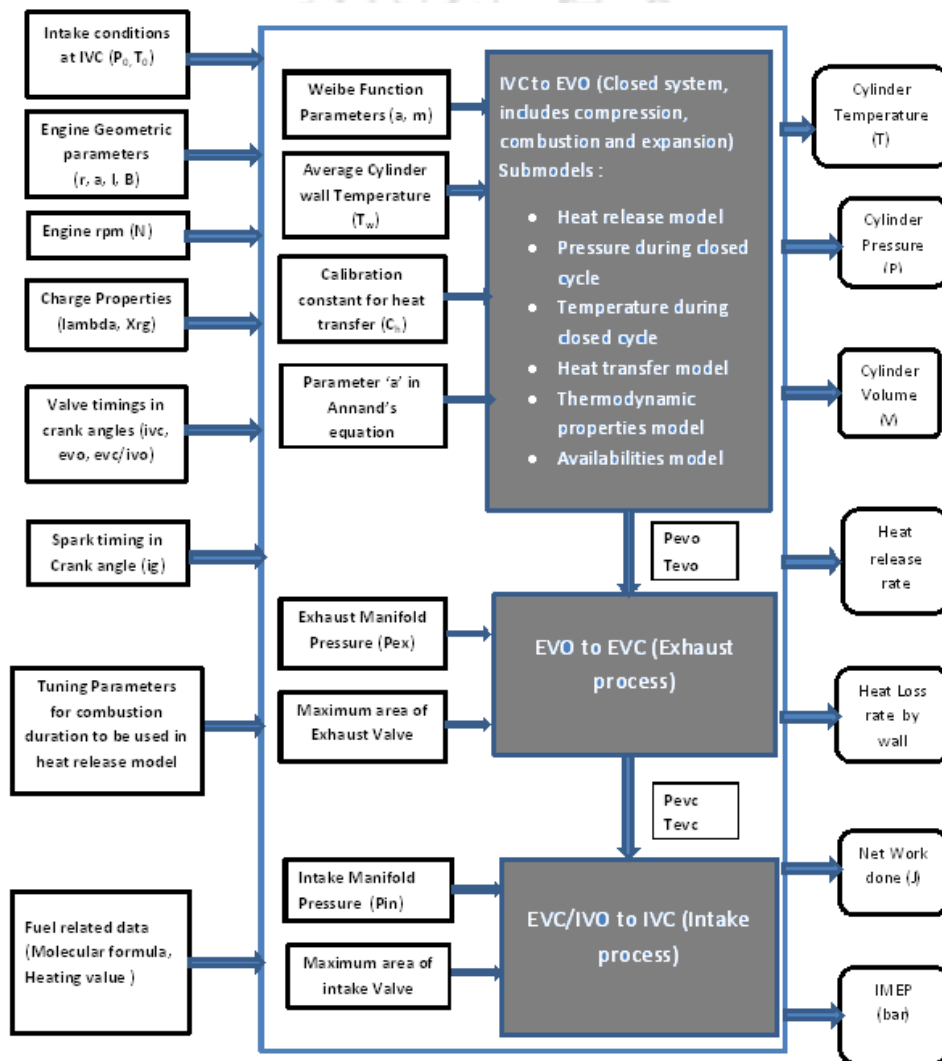 Intake conditions
at IVC (P₀, T₀)
Engine Geometric
parameters
(r, a, l, B)
Engine rpm (N)
Charge Properties
(lambda, Xrg)
Valve timings in
crank angles (ivc,
evo, evc/ivo)
Spark timing in
Crank angle (ig)
Tuning Parameters
for combustion
duration to be used in
heat release model
Fuel related data
(Molecular formula,
Heating value )
Weibe Function
Parameters (a, m)
Average Cylinder
wall Temperature
(Tw)
Calibration
constant for heat
transfer (Ch)
Parameter ‘a’ in
Annand’s
equation
Exhaust Manifold
Pressure (Pex)
Maximum area of
Exhaust Valve
Intake Manifold
Pressure (Pin)
Maximum area of
intake Valve
IVC to EVO (Closed system,
includes compression,
combustion and expansion)
Submodels :
● Heat release model
● Pressure during closed
cycle
● Temperature during
closed cycle
● Heat transfer model
● Thermodynamic
properties model
● Availabilities model
Pevo
Tevo
EVO to EVC (Exhaust
process)
Pevc
Tevc
EVC/IVO to IVC (Intake
process)
Cylinder
Temperature
(T)
Cylinder
Pressure
(P)
Cylinder
Volume
(V)
Heat
release
rate
Heat Loss
rate by
wall
Net Work
done (J)
IMEP
(bar)